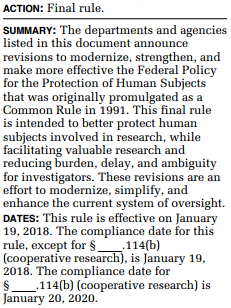 ACTION: Final rule.
SUMMARY: The departments and agencies
listed in this document announce
revisions to modernize, strengthen, and
make more effective the Federal Policy
for the Protection of Human Subjects
that was originally promulgated as a
Common Rule in 1991. This final rule
is intended to better protect human
subjects involved in research, while
facilitating valuable research and
reducing burden, delay, and ambiguity
for investigators. These revisions are an
effort to modernize, simplify, and
enhance the current system of oversight.
DATES: This rule is effective on January
19, 2018. The compliance date for this
rule, except for §____.114(b)
(cooperative research), is January 19,
2018. The compliance date for
§____.114(b) (cooperative research) is
January 20, 2020.